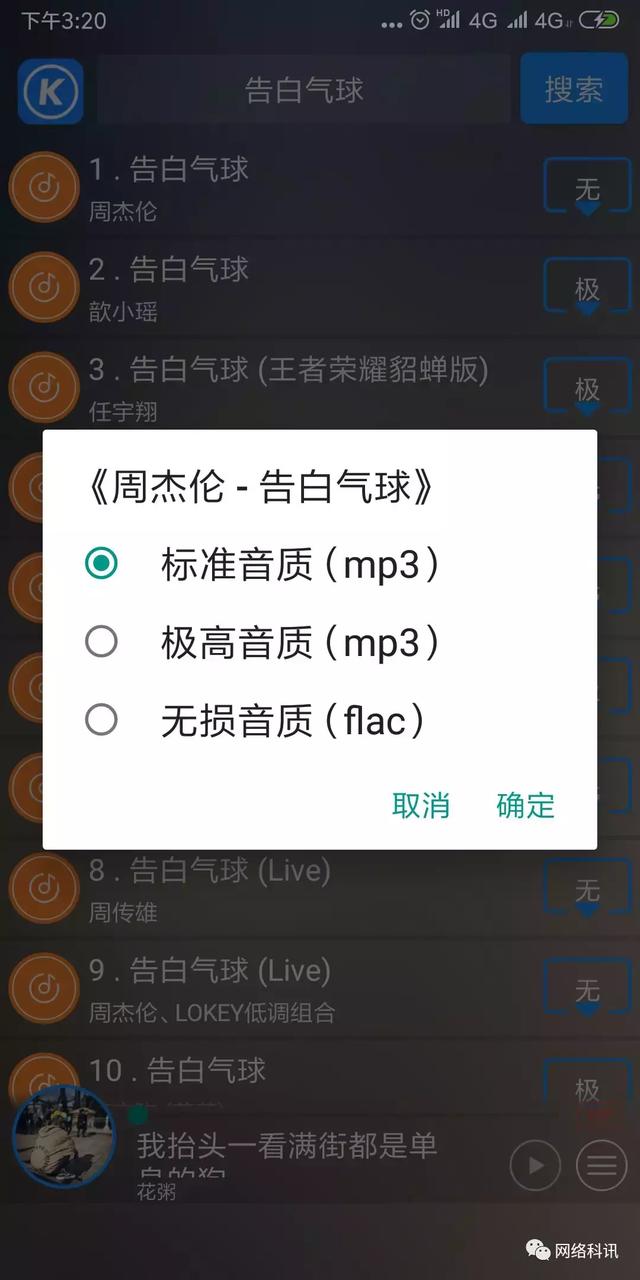 下午3:20
HD 4G 4G
K
告白气球
搜索
1 . 告白气球
周杰伦
无
2 . 告白气球
歆小瑶
极
3 . 告白气球 (王者荣耀貂蝉版)
任宇翔
极
《周杰伦 - 告白气球》
标准音质（mp3）
极高音质（mp3）
无损音质（flac）
取消
确定
8 . 告白气球 (Live)
周传雄
无
9 . 告白气球 (Live)
周杰伦、LOKEY低调组合
无
10 . 告白气球
极
我抬头一看满街都是单
身的狗
花粥
网络科讯